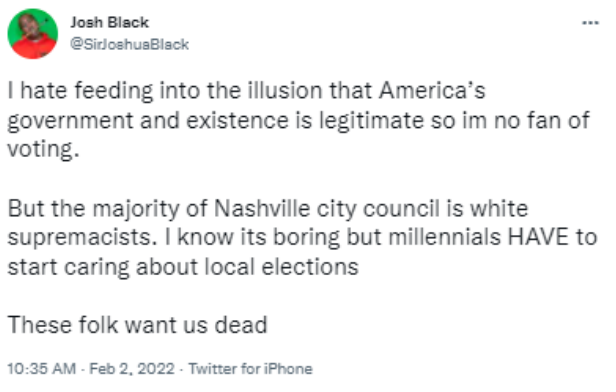 Josh Black
@SirJoshuaBlack
I hate feeding into the illusion that America's
government and existence is legitimate so im no fan of
voting.
But the majority of Nashville city council is white
supremacists. I know its boring but millennials HAVE to
start caring about local elections
These folk want us dead
10:35 AM · Feb 2, 2022 · Twitter for iPhone